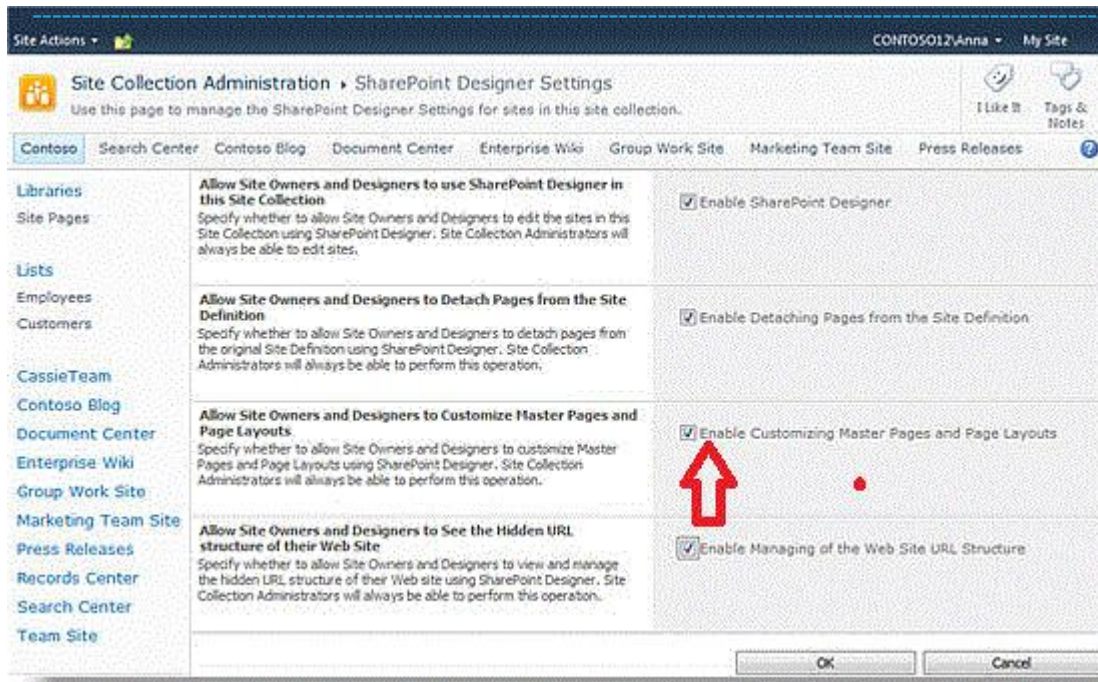 Site Actions
CONTOSO12\Anna
My Site
Site Collection Administration ▸ SharePoint Designer Settings
Use this page to manage the SharePoint Designer Settings for sites in this site collection.
I Like It
Tags &
Notes
Contoso Search Center Contoso Blog Document Center Enterprise Wiki Group Work Site Marketing Team Site Press Releases
Libraries
Site Pages
Lists
Employees
Customers
CassieTeam
Contoso Blog
Document Center
Enterprise Wiki
Group Work Site
Marketing Team Site
Press Releases
Records Center
Search Center
Team Site
Allow Site Owners and Designers to use SharePoint Designer in
this Site Collection
Specify whether to allow Site Owners and Designers to edit the sites in this
Site Collection using SharePoint Designer. Site Collection Administrators will
always be able to edit sites.
Enable SharePoint Designer
Allow Site Owners and Designers to Detach Pages from the Site
Definition
Specify whether to allow Site Owners and Designers to detach pages from
the original Site Definition using SharePoint Designer. Site Collection
Administrators will always be able to perform this operation.
Enable Detaching Pages from the Site Definition
Allow Site Owners and Designers to Customize Master Pages and
Page Layouts
Specify whether to allow Site Owners and Designers to customize Master
Pages and Page Layouts using SharePoint Designer. Site Collection
Administrators will always be able to perform this operation.
Enable Customizing Master Pages and Page Layouts
Allow Site Owners and Designers to See the Hidden URL
structure of their Web Site
Specify whether to allow Site Owners and Designers to view and manage
the hidden URL structure of their Web site using SharePoint Designer. Site
Collection Administrators will always be able to perform this operation.
Enable Managing of the Web Site URL Structure
OK
Cancel